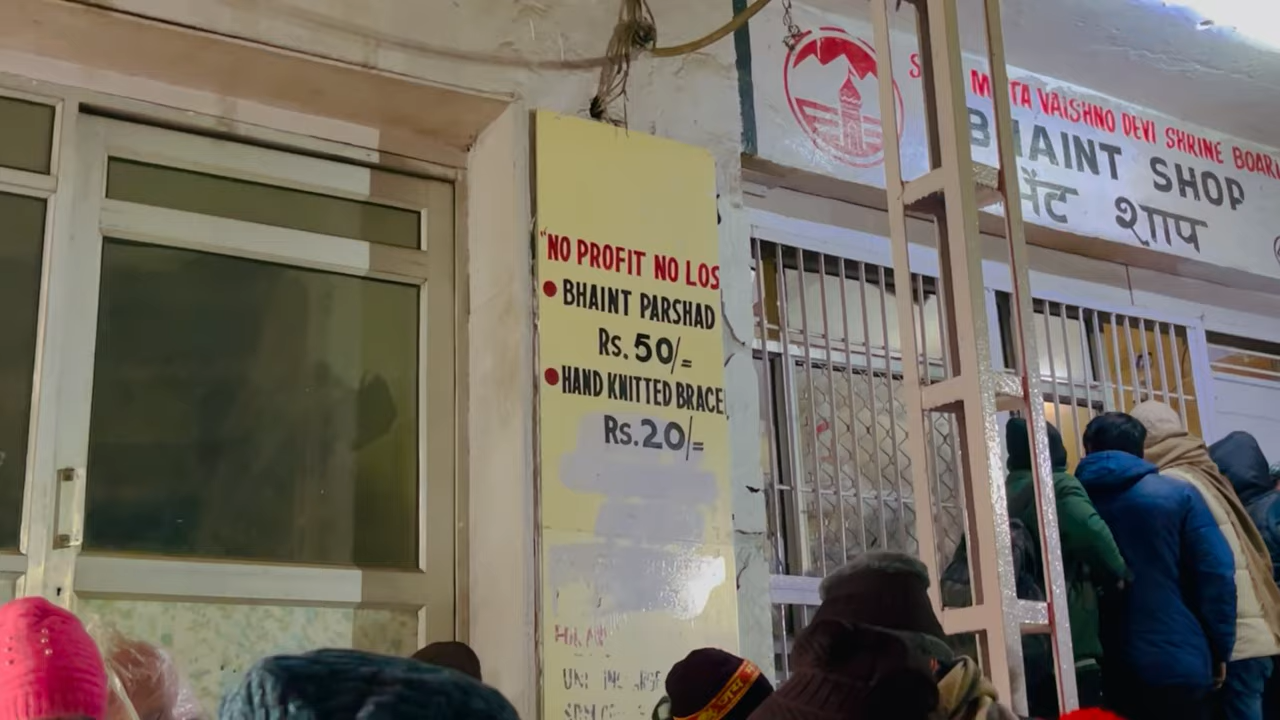 "NO PROFIT NO LOS
BHAINT PARSHAD
Rs.50/=
HAND KNITTED BRACE
Rs.20/=
MATA VAISHNO DEVI SHRINE BOAR
BHAINT SHOP
भेंट शाप